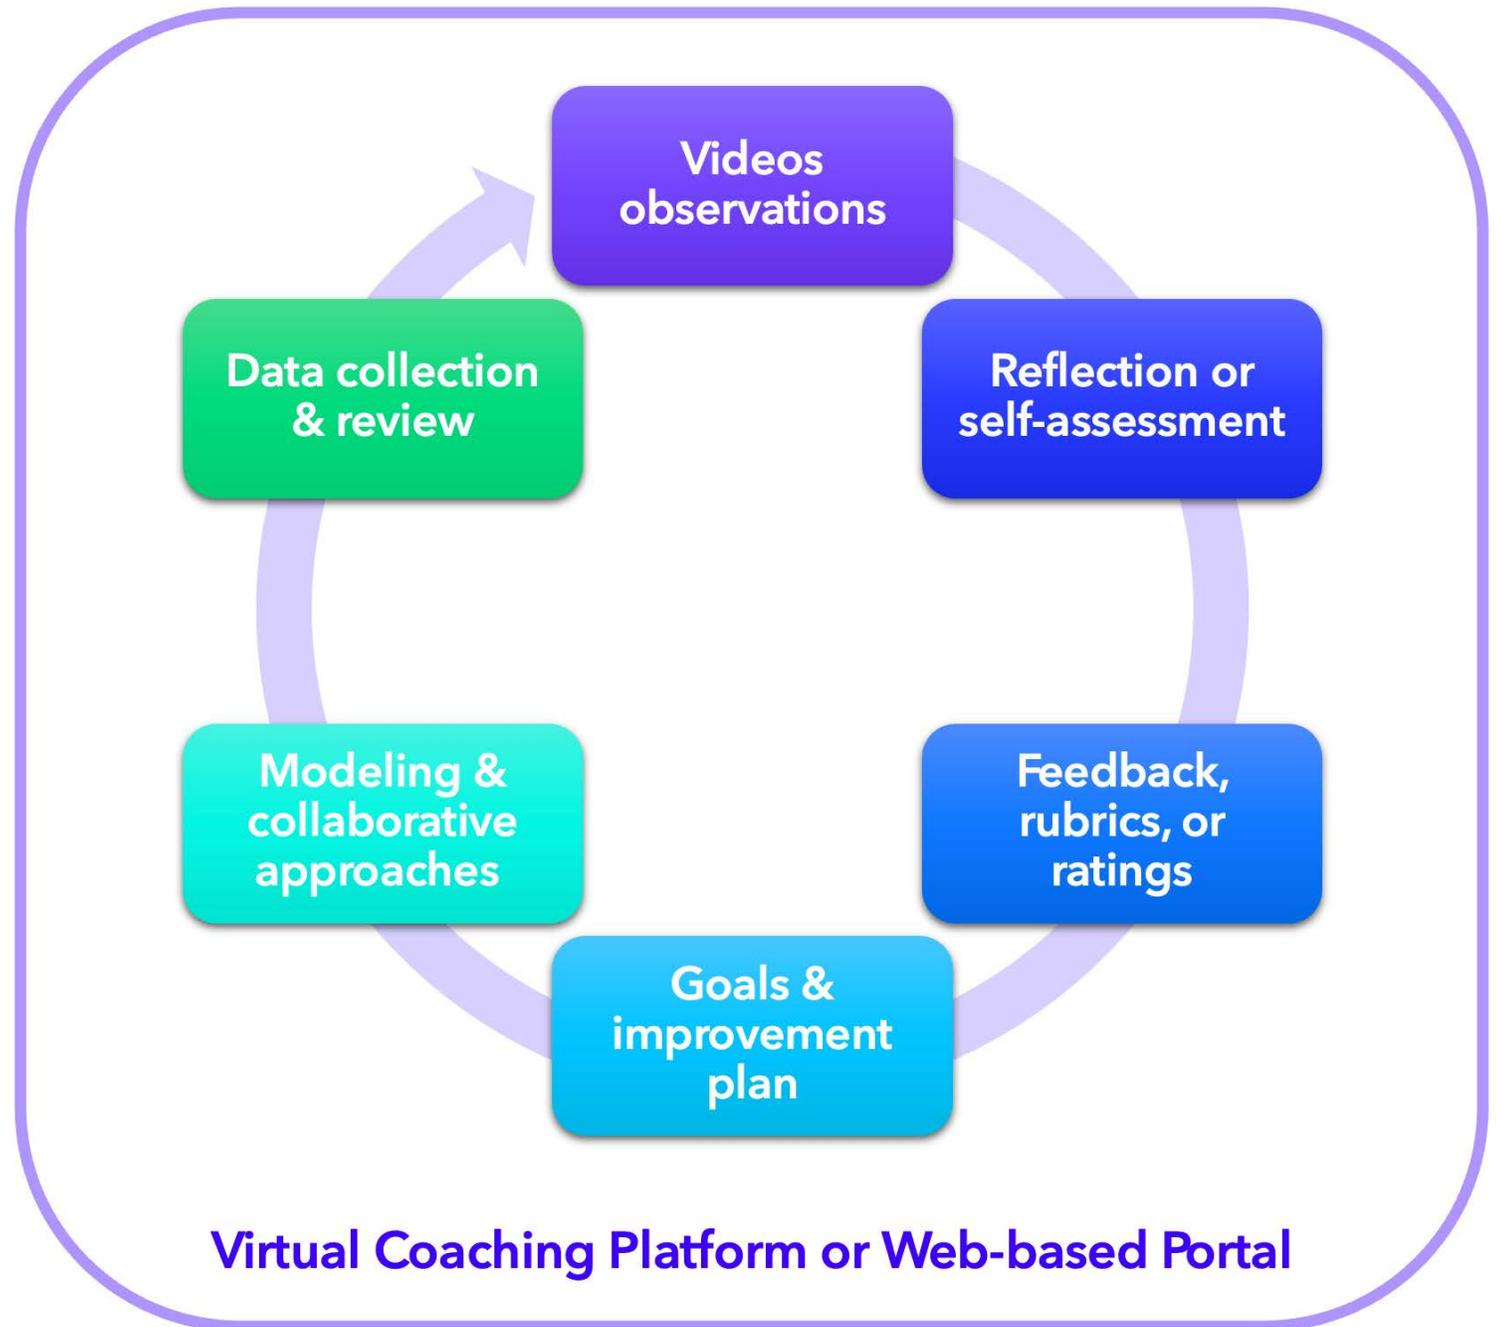 Videos
observations
Reflection or
self-assessment
Feedback,
rubrics, or
ratings
Goals &
improvement
plan
Modeling &
collaborative
approaches
Data collection
& review
Virtual Coaching Platform or Web-based Portal